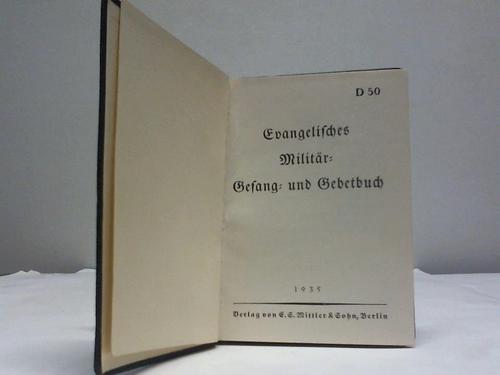 D 50
Evangeliſches
Militär-
Geſang- und Gebetbuch
1935
Verlag von E. S. Mittler & Sohn, Berlin